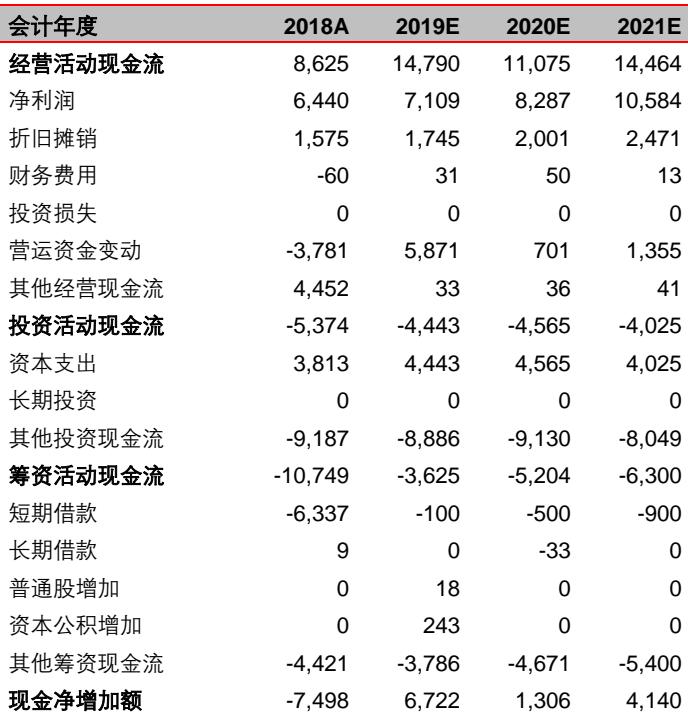 会计年度 2018A 2019E 2020E 2021E
经营活动现金流 8,625 14,790 11,075 14,464
净利润 6,440 7,109 8,287 10,584
折旧摊销 1,575 1,745 2,001 2,471
财务费用 -60 31 50 13
投资损失 0 0 0 0
营运资金变动 -3,781 5,871 701 1,355
其他经营现金流 4,452 33 36 41
投资活动现金流 -5,374 -4,443 -4,565 -4,025
资本支出 3,813 4,443 4,565 4,025
长期投资 0 0 0 0
其他投资现金流 -9,187 -8,886 -9,130 -8,049
筹资活动现金流 -10,749 -3,625 -5,204 -6,300
短期借款 -6,337 -100 -500 -900
长期借款 9 0 -33 0
普通股增加 0 18 0 0
资本公积增加 0 243 0 0
其他筹资现金流 -4,421 -3,786 -4,671 -5,400
现金净增加额 -7,498 6,722 1,306 4,140